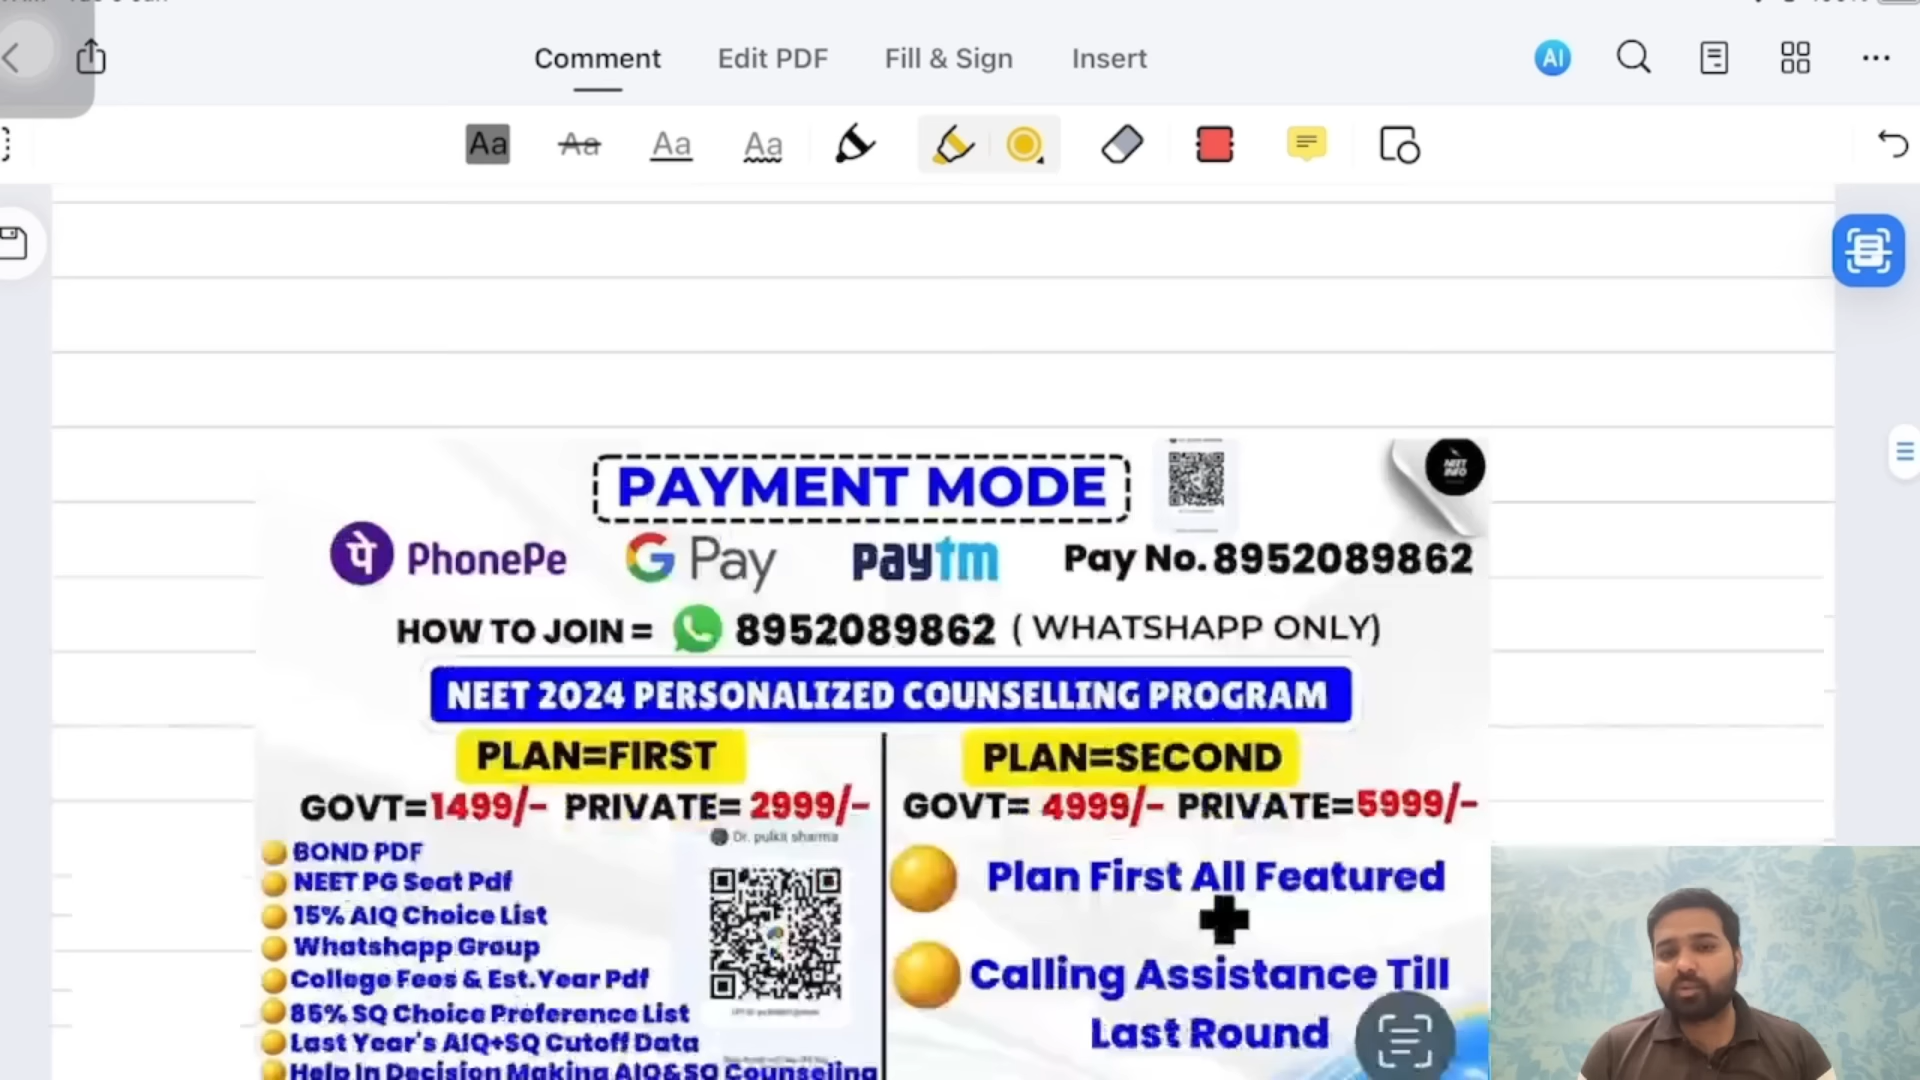 Comment Edit PDF Fill & Sign Insert AI
Aa Aa Aa Aa
PAYMENT MODE
NEET INFO
पे PhonePe G Pay paytm Pay No. 8952089862
HOW TO JOIN = 8952089862 ( WHATSHAPP ONLY)
NEET 2024 PERSONALIZED COUNSELLING PROGRAM
PLAN=FIRST
GOVT=1499/- PRIVATE= 2999/-
Dr. pulkit sharma
BOND PDF
NEET PG Seat Pdf
15% AIQ Choice List
Whatshapp Group
College Fees & Est.Year Pdf
85% SQ Choice Preference List
Last Year's AIQ+SQ Cutoff Data
Help In Decision Making AIQ&SQ Counseling
PLAN=SECOND
GOVT= 4999/- PRIVATE=5999/-
Plan First All Featured
Calling Assistance Till
Last Round